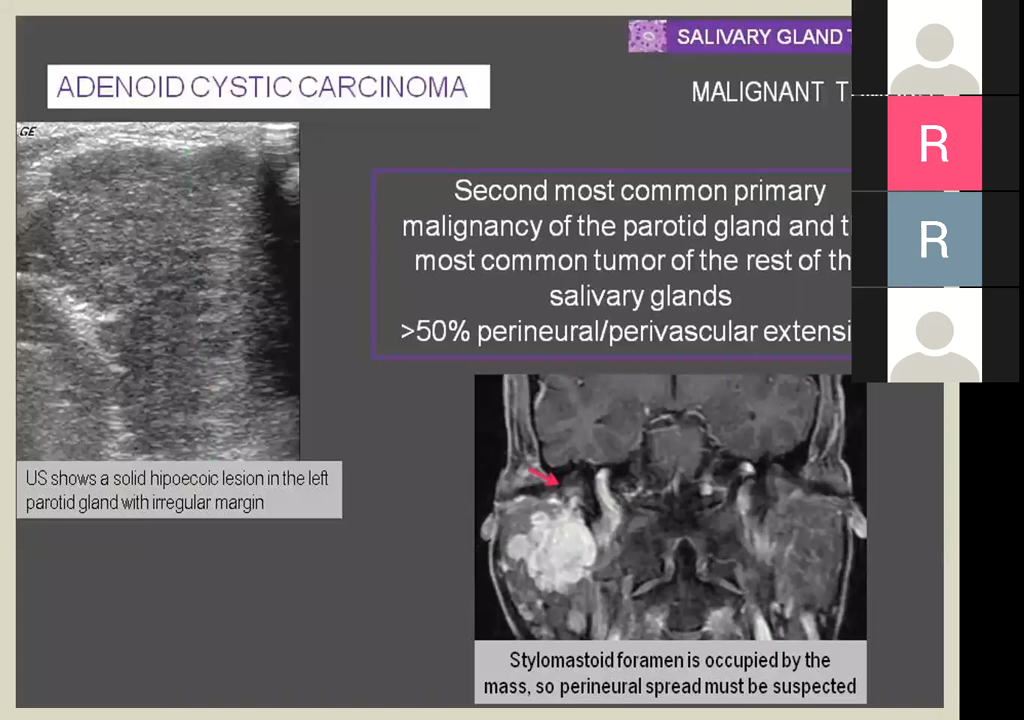 SALIVARY GLAND
ADENOID CYSTIC CARCINOMA
MALIGNANT
GE
Second most common primary
malignancy of the parotid gland and
most common tumor of the rest of
salivary glands
>50% perineural/perivascular
US shows a solid hipoecoic lesion in the left
parotid gland with irregular margin
Stylomastoid foramen is occupied by the
mass, so perineural spread must be suspected
R
R